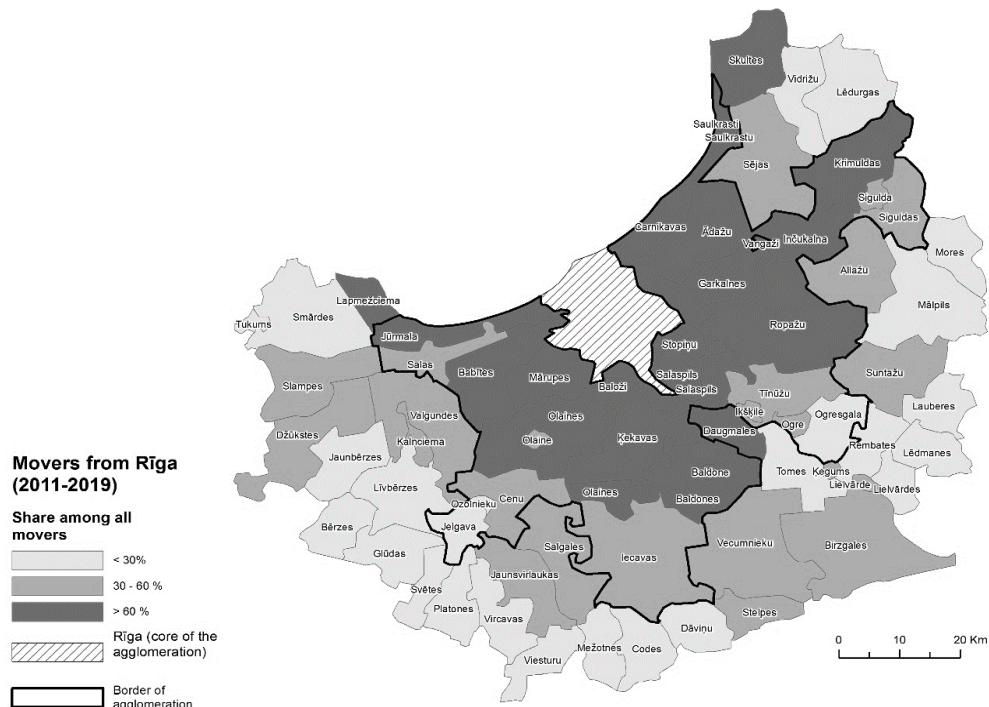 Skultes
Vidrižu
Lēdurgas
Saulkrasti
Saulkrastu
Sējas
Krimuldas
Sigulda
Siguldas
Carnikavas
Ādažu
Vangaži
Inčukalna
Mores
Allažu
Garkalnes
Mālpils
Lapmežciema
Smārdes
Tukums
Ropažu
Jūrmala
Stopiņu
Salas
Babītes
Mārupes
Salaspils
Salaspils
Baloži
Suntažu
Slampes
Tīnūžu
Lauberes
Valgundes
Olaines
Ikšķile
Ogresgala
Ogre
Daugmales
Džūkstes
Kalnciema
Olaine
Ķekavas
Rembates
Lēdmanes
Jaunbērzes
Baldone
Tomes
Ķegums
Lielvārde
Lielvārdes
Līvbērzes
Olaines
Baldones
Ozolnieku
Cenu
Bērzes
Jelgava
Salgales
Iecavas
Vecumnieku
Birzgales
Glūdas
Jaunsvirlaukas
Svētes
Platones
Vircavas
Stelpes
Dāviņu
Mežotnes
Codes
Viesturu
Movers from Rīga
(2011-2019)
Share among all
movers
< 30%
30 - 60 %
> 60 %
Rīga (core of the
agglomeration)
Border of
agglomeration
0 10 20 Km